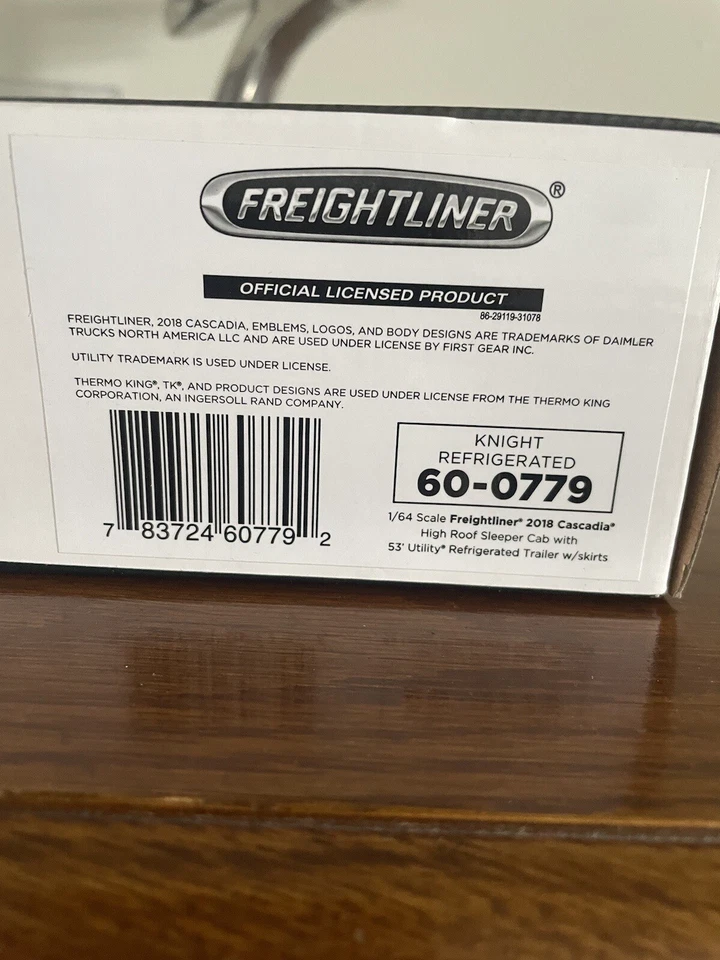 FREIGHTLINER®
OFFICIAL LICENSED PRODUCT
86-29119-31078
FREIGHTLINER, 2018 CASCADIA, EMBLEMS, LOGOS, AND BODY DESIGNS ARE TRADEMARKS OF DAIMLER
TRUCKS NORTH AMERICA LLC AND ARE USED UNDER LICENSE BY FIRST GEAR INC.
UTILITY TRADEMARK IS USED UNDER LICENSE.
THERMO KING®, TK®, AND PRODUCT DESIGNS ARE USED UNDER LICENSE FROM THE THERMO KING
CORPORATION, AN INGERSOLL RAND COMPANY.
7 83724 60779 2
KNIGHT
REFRIGERATED
60-0779
1/64 Scale Freightliner® 2018 Cascadia®
High Roof Sleeper Cab with
53' Utility® Refrigerated Trailer w/skirts